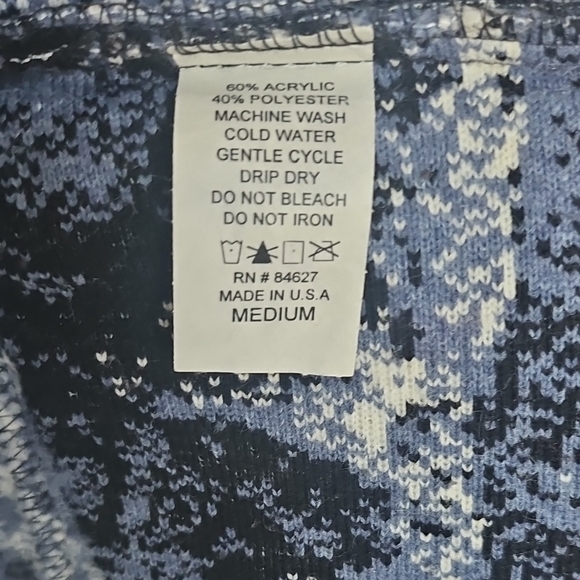 60% ACRYLIC
40% POLYESTER
MACHINE WASH
COLD WATER
GENTLE CYCLE
DRIP DRY
DO NOT BLEACH
DO NOT IRON
RN # 84627
MADE IN U.S.A
MEDIUM